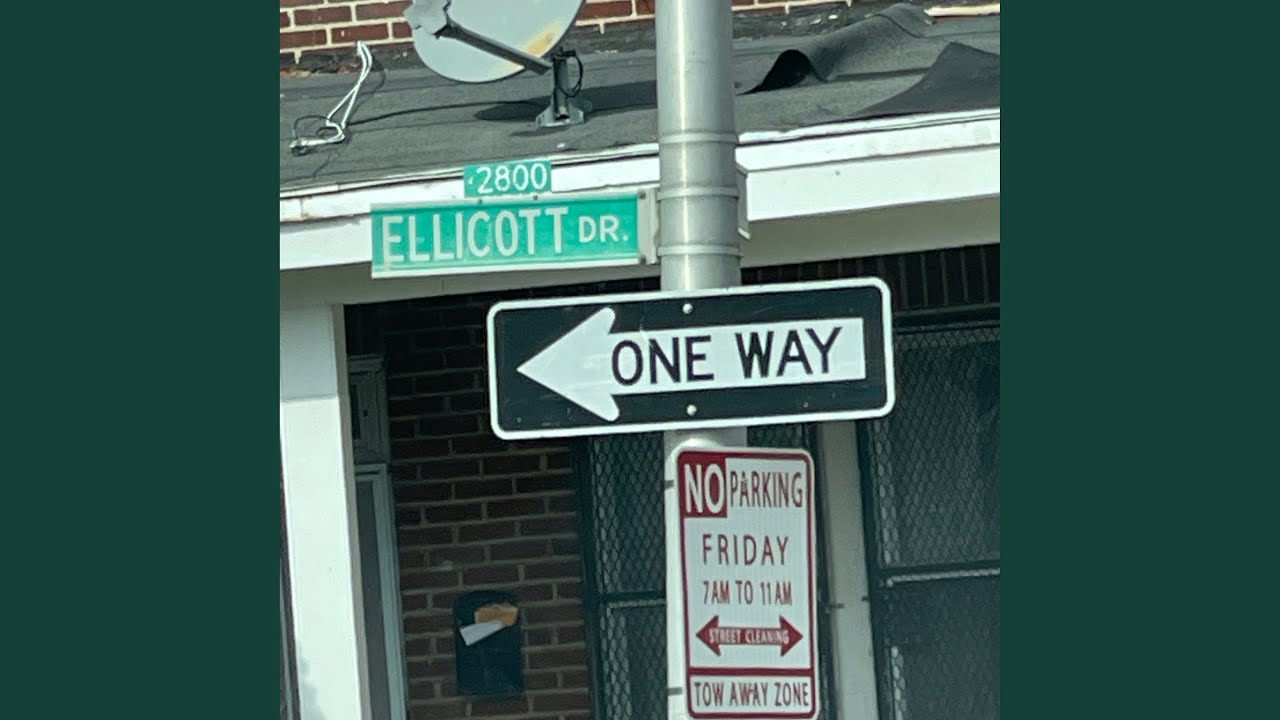 2800
ELLICOTT DR.
ONE WAY
NO PARKING
FRIDAY
7AM TO 11AM
STREET CLEANING
TOW AWAY ZONE